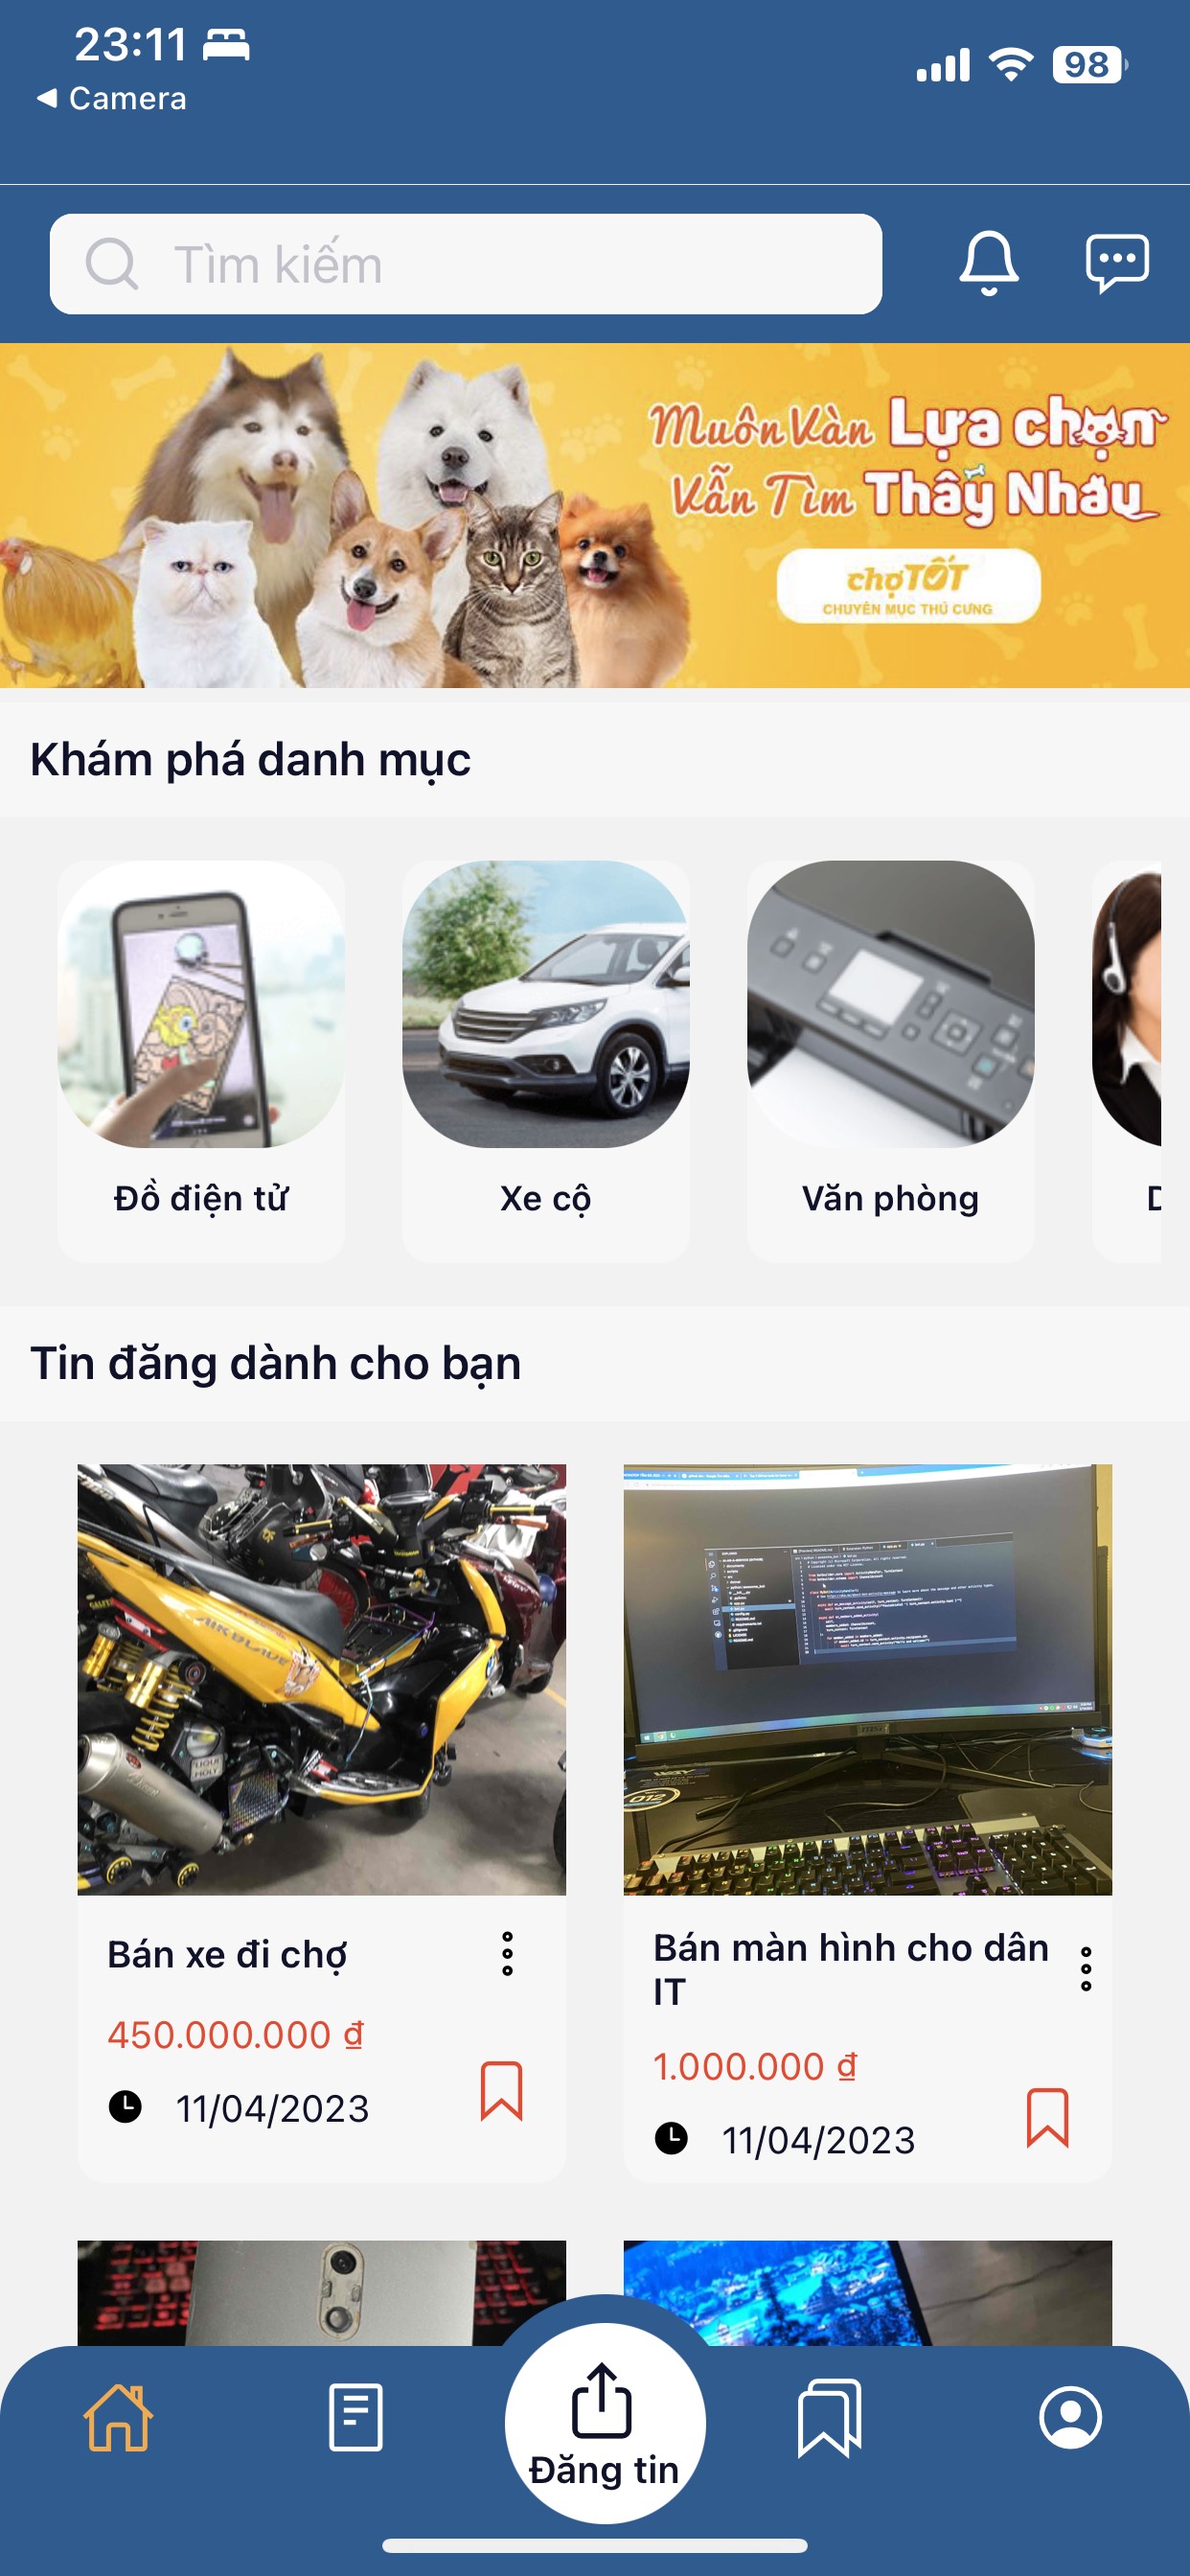 23:11
98
◀ Camera
Tìm kiếm
Muôn Vàn Lựa chọn
Vẫn Tìm Thấy Nhau
chợTỐT
CHUYÊN MỤC THÚ CƯNG
Khám phá danh mục
Đồ điện tử
Xe cộ
Văn phòng
Tin đăng dành cho bạn
AIR BLADE
012
Bán xe đi chợ
450.000.000 ₫
11/04/2023
Bán màn hình cho dân
IT
1.000.000 ₫
11/04/2023
Đăng tin